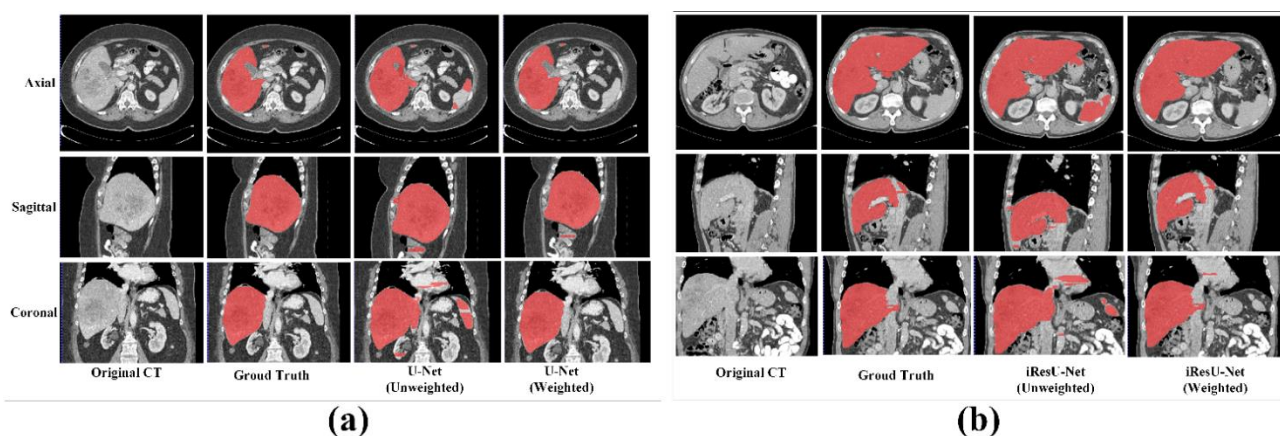 Axial
Sagittal
Coronal
Original CT
Groud Truth
U-Net
(Unweighted)
U-Net
(Weighted)
(a)
Original CT
Groud Truth
iResU-Net
(Unweighted)
iResU-Net
(Weighted)
(b)